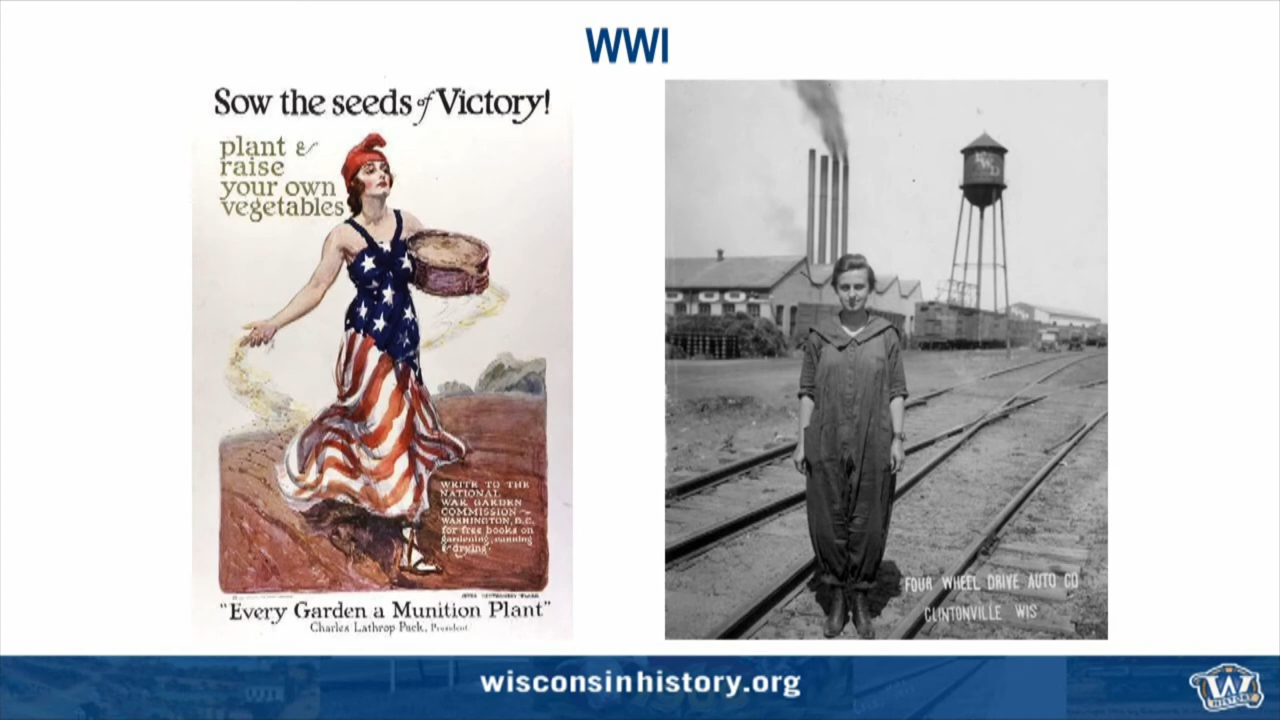 WWI
Sow the seeds of Victory!
plant &
raise
your own
vegetables
WRITE TO THE
NATIONAL
WAR GARDEN
COMMISSION ~
WASHINGTON, D.C.
for free books on
gardening, canning
& drying.
"Every Garden a Munition Plant"
Charles Lathrop Pack, President
FOUR WHEEL DRIVE AUTO CO
CLINTONVILLE WIS
wisconsinhistory.org
W
HISTORY